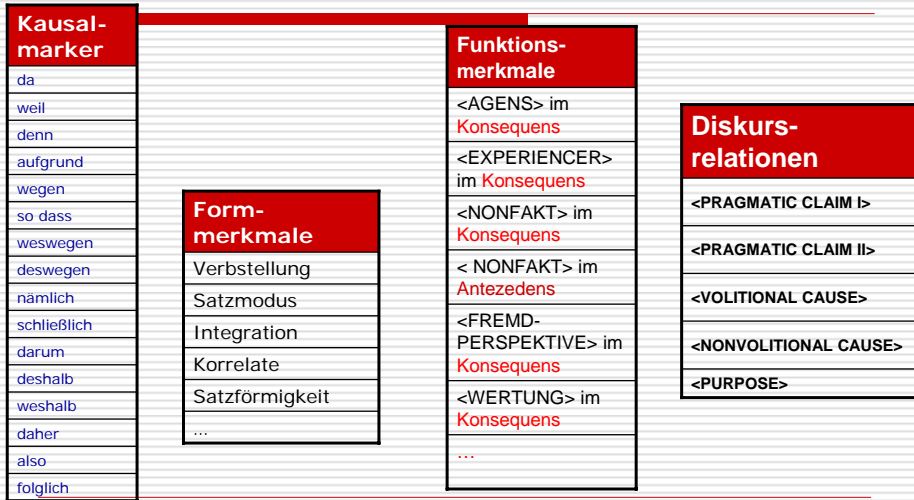 Kausal-
marker
da
weil
denn
aufgrund
wegen
so dass
weswegen
deswegen
nämlich
schließlich
darum
deshalb
weshalb
daher
also
folglich
Form-
merkmale
Verbstellung
Satzmodus
Integration
Korrelate
Satzförmigkeit
...
Funktions-
merkmale
<AGENS> im
Konsequens
<EXPERIENCER>
im Konsequens
<NONFAKT> im
Konsequens
< NONFAKT> im
Antezedens
<FREMD-
PERSPEKTIVE> im
Konsequens
<WERTUNG> im
Konsequens
...
Diskurs-
relationen
<PRAGMATIC CLAIM I>
<PRAGMATIC CLAIM II>
<VOLITIONAL CAUSE>
<NONVOLITIONAL CAUSE>
<PURPOSE>